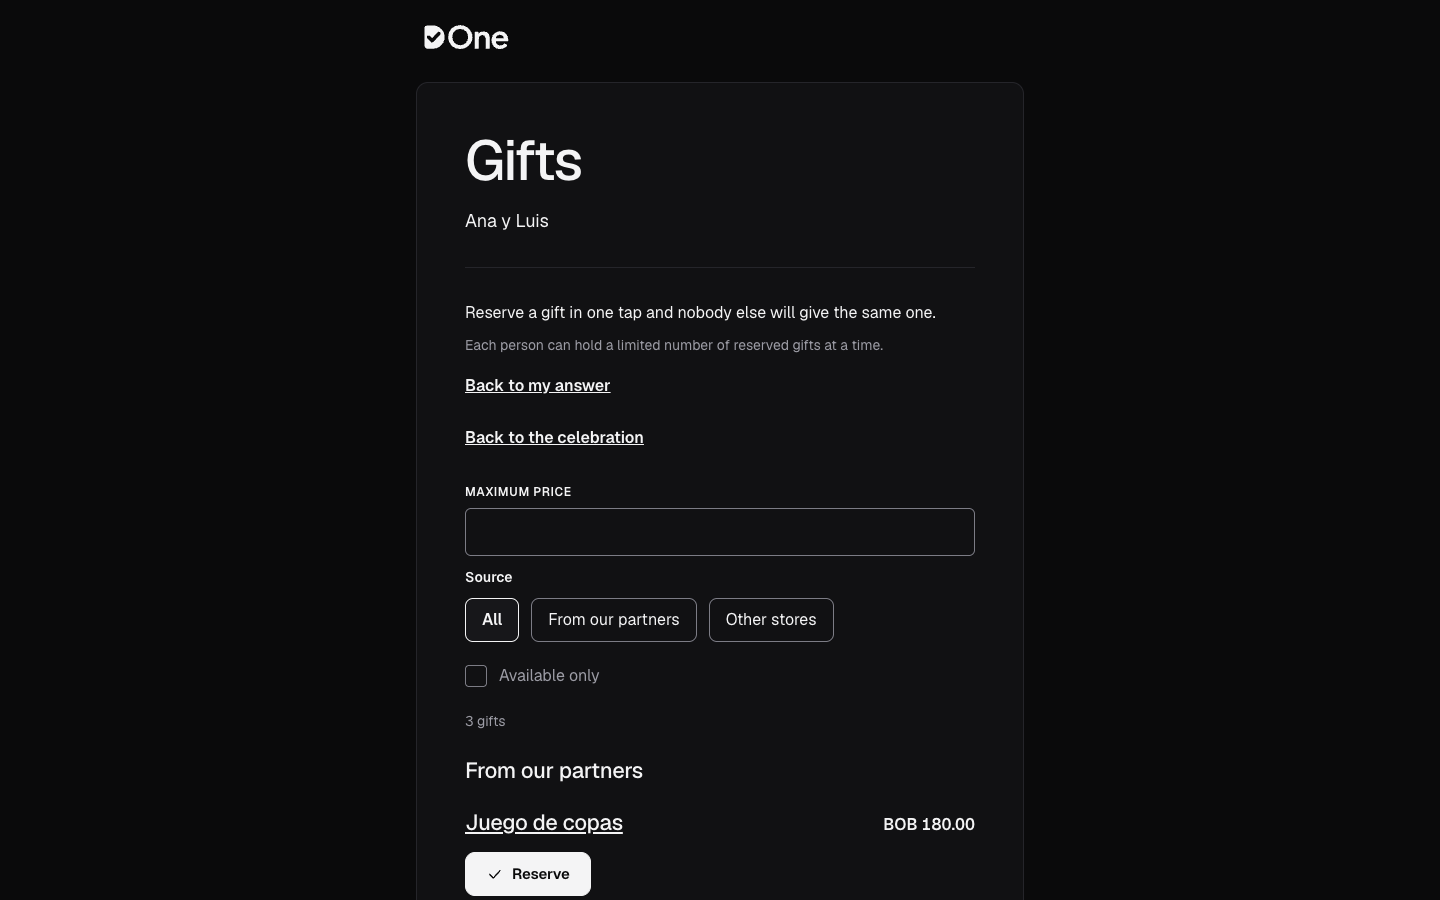 One
Gifts
Ana y Luis
Reserve a gift in one tap and nobody else will give the same one.
Each person can hold a limited number of reserved gifts at a time.
Back to my answer
Back to the celebration
MAXIMUM PRICE
Source
All
From our partners
Other stores
Available only
3 gifts
From our partners
Juego de copas
BOB 180.00
Reserve